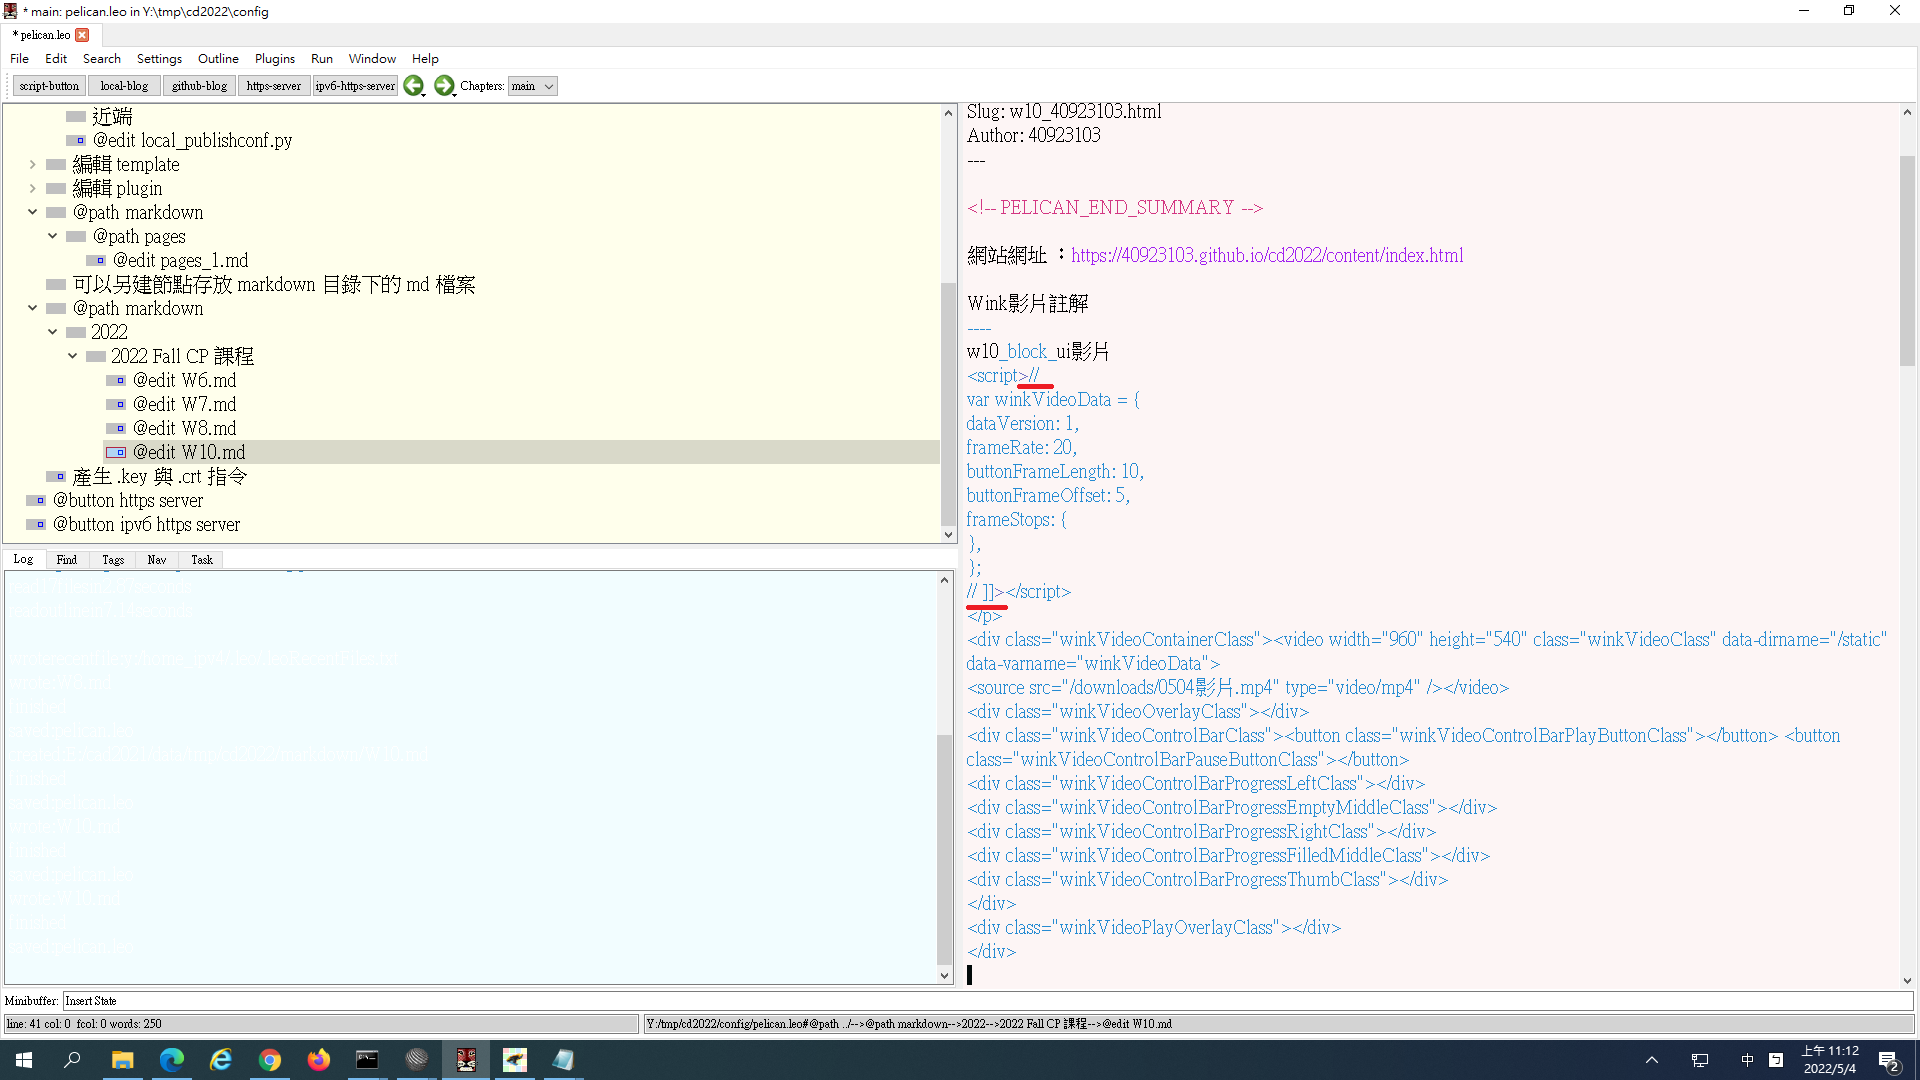 * main: pelican.leo in Y:\tmp\cd2022\config
* pelican.leo
File Edit Search Settings Outline Plugins Run Window Help
script-button local-blog github-blog https-server ipv6-https-server Chapters: main
近端
@edit local_publishconf.py
編輯 template
編輯 plugin
@path markdown
@path pages
@edit pages_1.md
可以另建節點存放 markdown 目錄下的 md 檔案
@path markdown
2022
2022 Fall CP 課程
@edit W6.md
@edit W7.md
@edit W8.md
@edit W10.md
產生 .key 與 .crt 指令
@button https server
@button ipv6 https server
Log Find Tags Nav Task
Slug: w10_40923103.html
Author: 40923103
---
<!-- PELICAN_END_SUMMARY -->
網站網址 ：https://40923103.github.io/cd2022/content/index.html
Wink影片註解
----
w10_block_ui影片
<script>//
var winkVideoData = {
dataVersion: 1,
frameRate: 20,
buttonFrameLength: 10,
buttonFrameOffset: 5,
frameStops: {
},
};
// ]]></script>
</p>
<div class="winkVideoContainerClass"><video width="960" height="540" class="winkVideoClass" data-dirname="/static"
data-varname="winkVideoData">
<source src="/downloads/0504影片.mp4" type="video/mp4" /></video>
<div class="winkVideoOverlayClass"></div>
<div class="winkVideoControlBarClass"><button class="winkVideoControlBarPlayButtonClass"></button> <button
class="winkVideoControlBarPauseButtonClass"></button>
<div class="winkVideoControlBarProgressLeftClass"></div>
<div class="winkVideoControlBarProgressEmptyMiddleClass"></div>
<div class="winkVideoControlBarProgressRightClass"></div>
<div class="winkVideoControlBarProgressFilledMiddleClass"></div>
<div class="winkVideoControlBarProgressThumbClass"></div>
</div>
<div class="winkVideoPlayOverlayClass"></div>
</div>
Minibuffer: Insert State
line: 41 col: 0 fcol: 0 words: 250
Y:/tmp/cd2022/config/pelican.leo#@path ../-->@path markdown-->2022-->2022 Fall CP 課程-->@edit W10.md
中
上午 11:12
2022/5/4
2